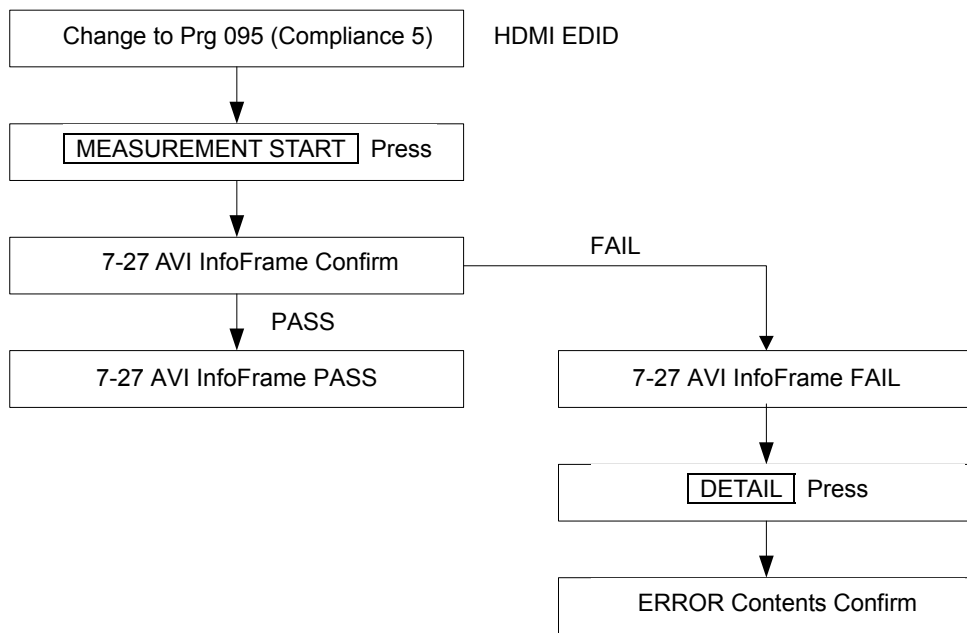 Change to Prg 095 (Compliance 5) HDMI EDID
MEASUREMENT START Press
7-27 AVI InfoFrame Confirm
FAIL
PASS
7-27 AVI InfoFrame PASS
7-27 AVI InfoFrame FAIL
DETAIL Press
ERROR Contents Confirm